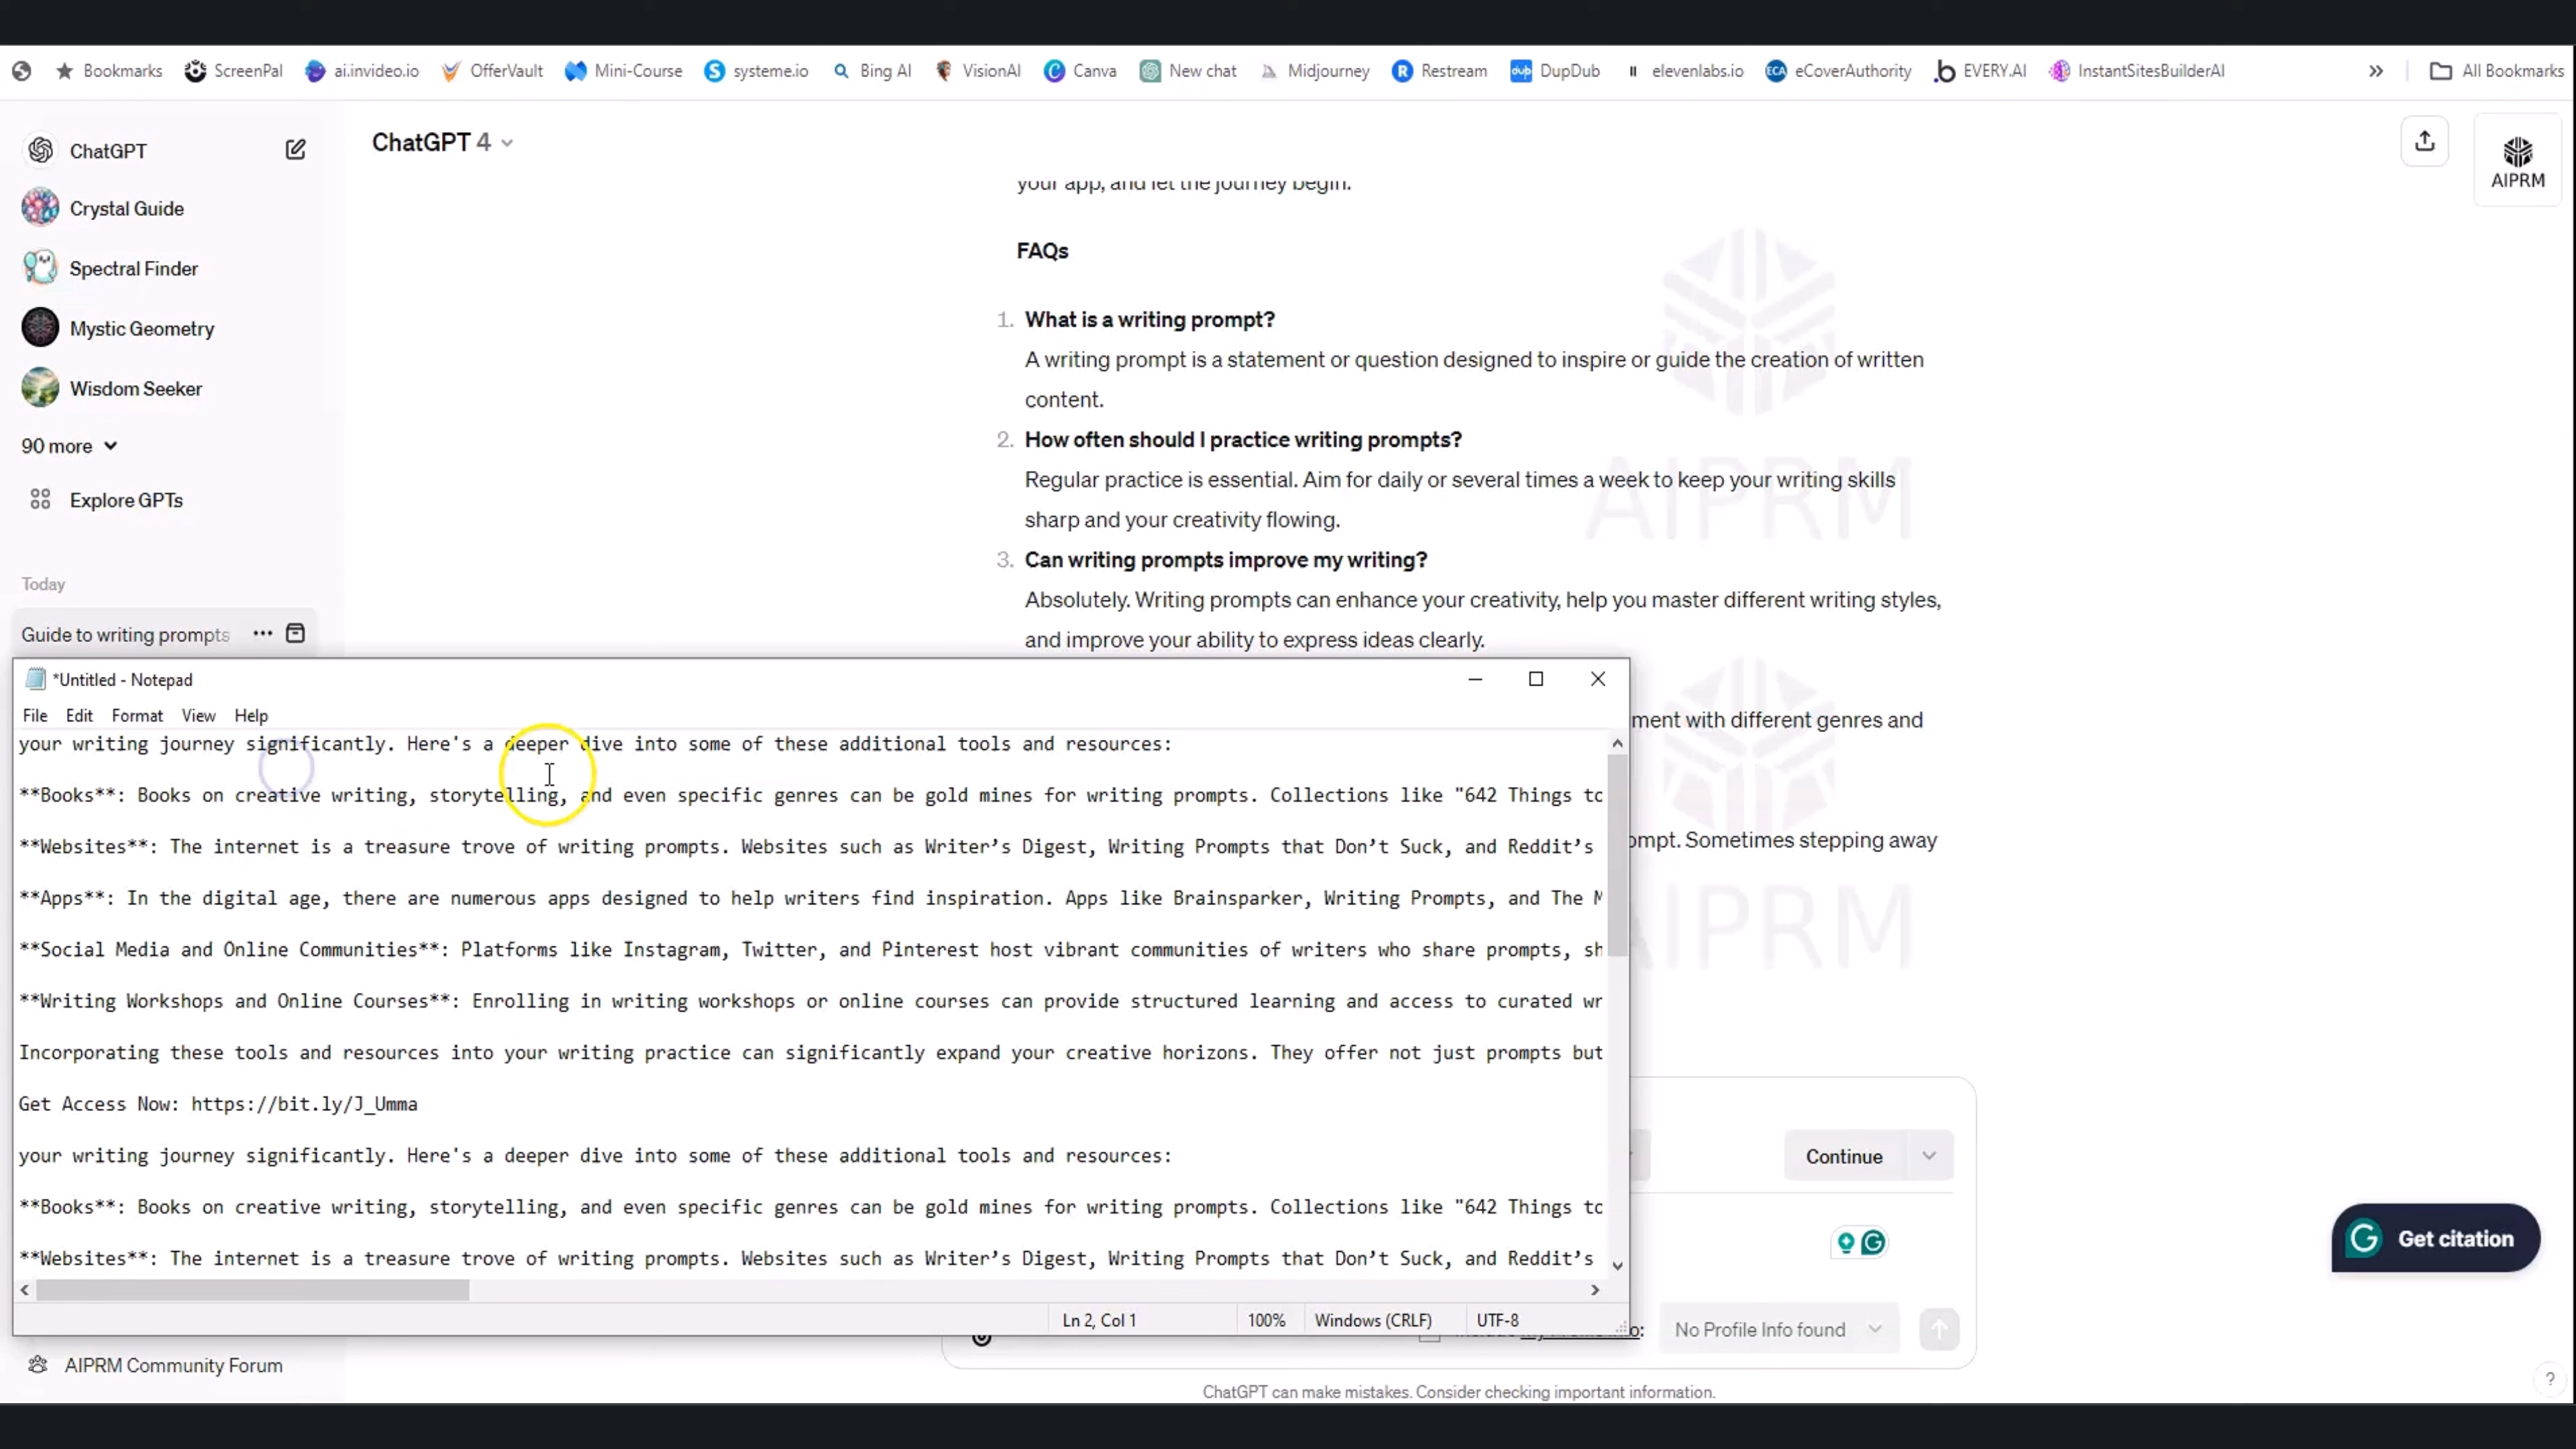 Bookmarks ScreenPal ai.invideo.io OfferVault Mini-Course systeme.io Bing AI VisionAI Canva New chat Midjourney Restream dup DupDub elevenlabs.io ECA eCoverAuthority EVERY.AI InstantSitesBuilderAI » All Bookmarks
ChatGPT
Crystal Guide
Spectral Finder
Mystic Geometry
Wisdom Seeker
90 more
Explore GPTs
Today
Guide to writing prompts
ChatGPT 4
AIPRM
your app, and let the journey begin.
FAQs
1. What is a writing prompt?
A writing prompt is a statement or question designed to inspire or guide the creation of written
content.
2. How often should I practice writing prompts?
Regular practice is essential. Aim for daily or several times a week to keep your writing skills
sharp and your creativity flowing.
3. Can writing prompts improve my writing?
Absolutely. Writing prompts can enhance your creativity, help you master different writing styles,
and improve your ability to express ideas clearly.
ment with different genres and
ompt. Sometimes stepping away
AIPRM
AIPRM
*Untitled - Notepad
File Edit Format View Help
your writing journey significantly. Here's a deeper dive into some of these additional tools and resources:
**Books**: Books on creative writing, storytelling, and even specific genres can be gold mines for writing prompts. Collections like "642 Things to
**Websites**: The internet is a treasure trove of writing prompts. Websites such as Writer’s Digest, Writing Prompts that Don’t Suck, and Reddit’s
**Apps**: In the digital age, there are numerous apps designed to help writers find inspiration. Apps like Brainsparker, Writing Prompts, and The M
**Social Media and Online Communities**: Platforms like Instagram, Twitter, and Pinterest host vibrant communities of writers who share prompts, sh
**Writing Workshops and Online Courses**: Enrolling in writing workshops or online courses can provide structured learning and access to curated wr
Incorporating these tools and resources into your writing practice can significantly expand your creative horizons. They offer not just prompts but
Get Access Now: https://bit.ly/J_Umma
your writing journey significantly. Here's a deeper dive into some of these additional tools and resources:
**Books**: Books on creative writing, storytelling, and even specific genres can be gold mines for writing prompts. Collections like "642 Things to
**Websites**: The internet is a treasure trove of writing prompts. Websites such as Writer’s Digest, Writing Prompts that Don’t Suck, and Reddit’s
Ln 2, Col 1 100% Windows (CRLF) UTF-8
Continue
Get citation
No Profile Info found
AIPRM Community Forum
ChatGPT can make mistakes. Consider checking important information.
?